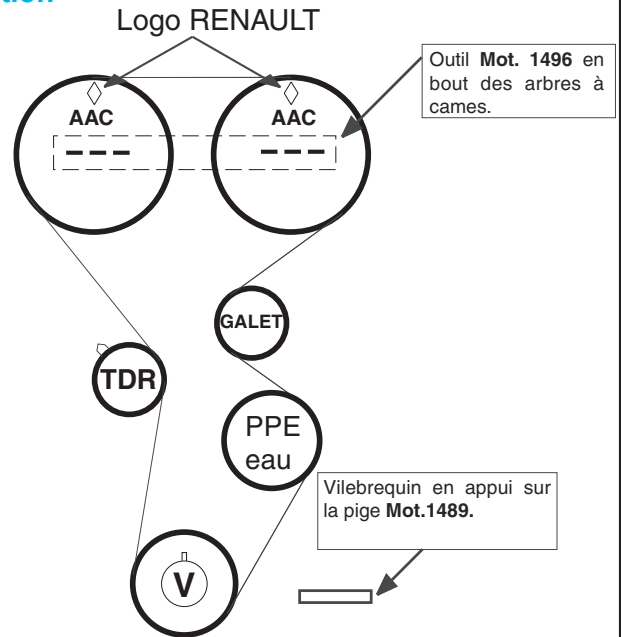 Logo RENAULT
Outil Mot. 1496 en
bout des arbres à
cames.
AAC
AAC
GALET
TDR
PPE
eau
Vilebrequin en appui sur
la pige Mot.1489.
V